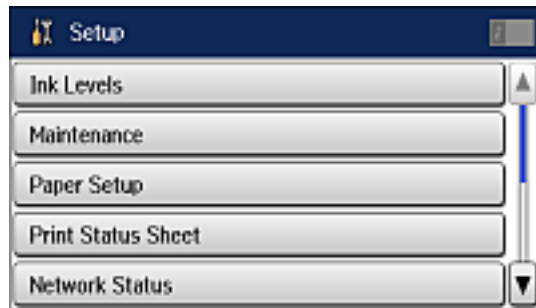 Setup
i
Ink Levels
Maintenance
Paper Setup
Print Status Sheet
Network Status